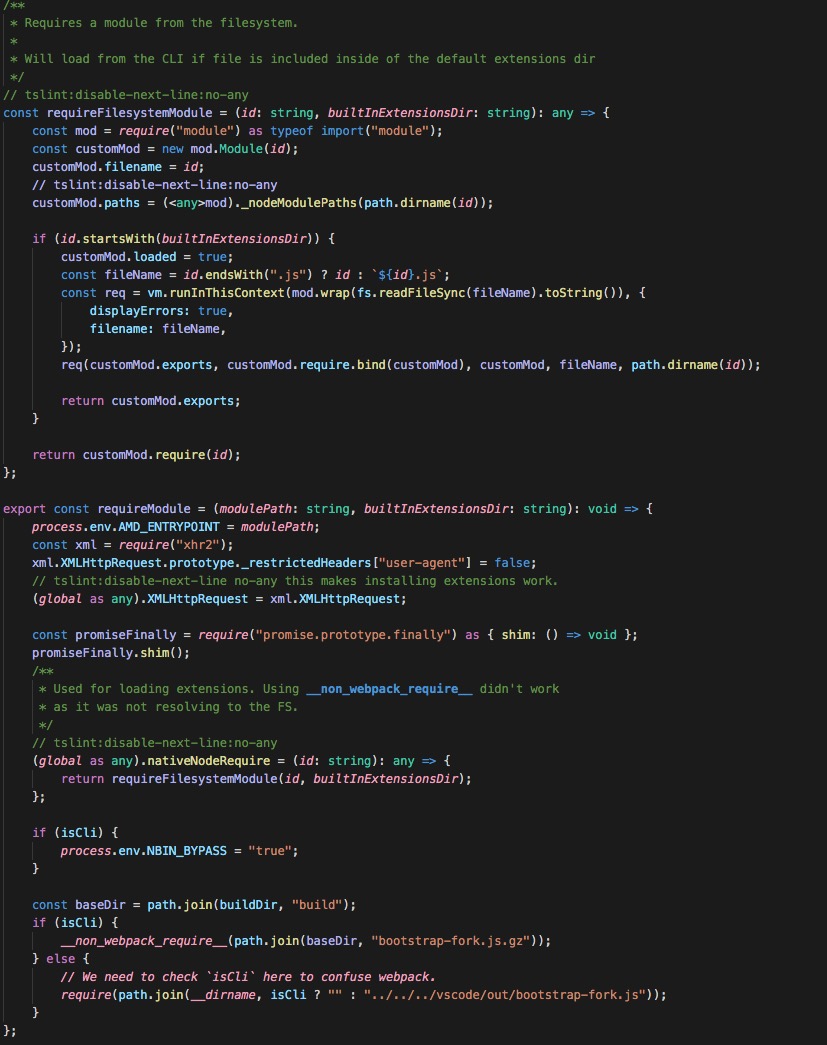 /**
 * Requires a module from the filesystem.
 *
 * Will load from the CLI if file is included inside of the default extensions dir
 */
// tslint:disable-next-line:no-any
const requireFilesystemModule = (id: string, builtInExtensionsDir: string): any => {
    const mod = require("module") as typeof import("module");
    const customMod = new mod.Module(id);
    customMod.filename = id;
    // tslint:disable-next-line:no-any
    customMod.paths = (<any>mod)._nodeModulePaths(path.dirname(id));

    if (id.startsWith(builtInExtensionsDir)) {
        customMod.loaded = true;
        const fileName = id.endsWith(".js") ? id : `${id}.js`;
        const req = vm.runInThisContext(mod.wrap(fs.readFileSync(fileName).toString()), {
            displayErrors: true,
            filename: fileName,
        });
        req(customMod.exports, customMod.require.bind(customMod), customMod, fileName, path.dirname(id));

        return customMod.exports;
    }

    return customMod.require(id);
};

export const requireModule = (modulePath: string, builtInExtensionsDir: string): void => {
    process.env.AMD_ENTRYPOINT = modulePath;
    const xml = require("xhr2");
    xml.XMLHttpRequest.prototype._restrictedHeaders["user-agent"] = false;
    // tslint:disable-next-line no-any this makes installing extensions work.
    (global as any).XMLHttpRequest = xml.XMLHttpRequest;

    const promiseFinally = require("promise.prototype.finally") as { shim: () => void };
    promiseFinally.shim();
    /**
     * Used for loading extensions. Using __non_webpack_require__ didn't work
     * as it was not resolving to the FS.
     */
    // tslint:disable-next-line:no-any
    (global as any).nativeNodeRequire = (id: string): any => {
        return requireFilesystemModule(id, builtInExtensionsDir);
    };

    if (isCli) {
        process.env.NBIN_BYPASS = "true";
    }

    const baseDir = path.join(buildDir, "build");
    if (isCli) {
        __non_webpack_require__(path.join(baseDir, "bootstrap-fork.js.gz"));
    } else {
        // We need to check `isCli` here to confuse webpack.
        require(path.join(__dirname, isCli ? "" : "../../../vscode/out/bootstrap-fork.js"));
    }
};